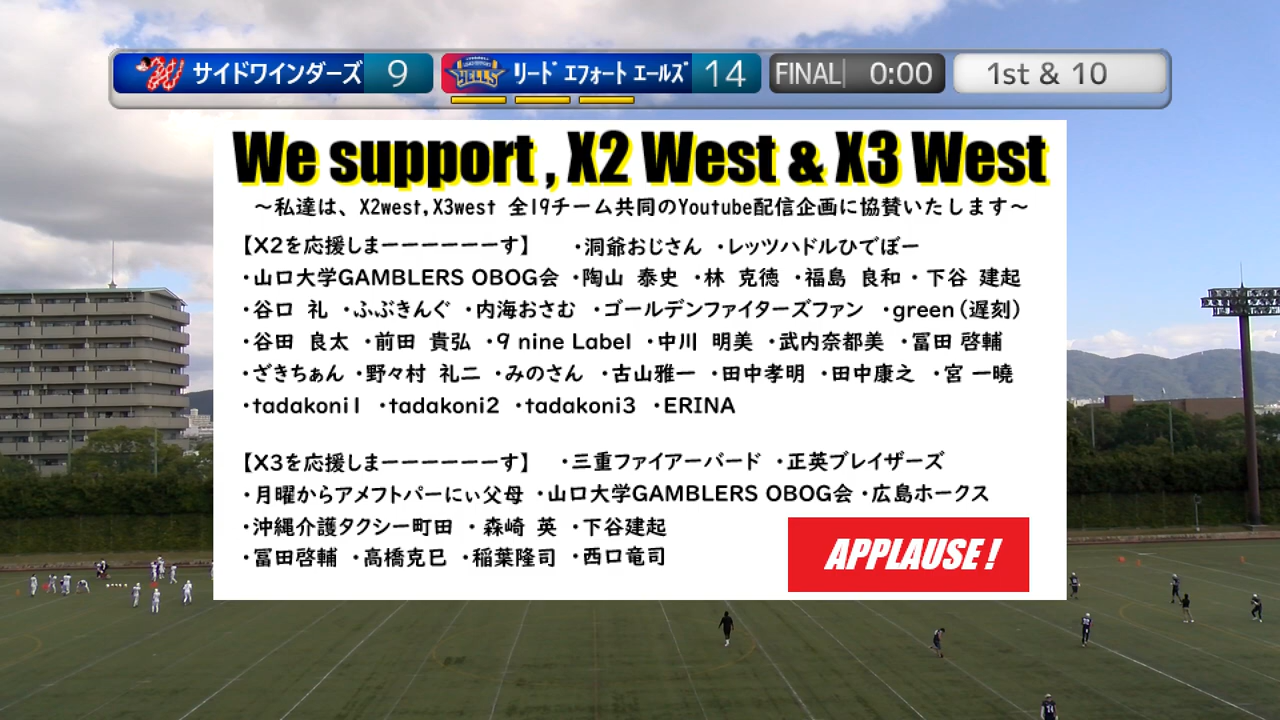 サイドワインダーズ 9 HELLS リード エフォート エールズ 14 FINAL 0:00 1st & 10
We support , X2 West & X3 West
～私達は、X2west,X3west 全19チーム共同のYoutube配信企画に協賛いたします～
【X2を応援しまーーーーーーす】 ・洞爺おじさん ・レッツハドルひでぼー
・山口大学GAMBLERS OBOG会 ・陶山 泰史 ・林 克徳 ・福島 良和 ・下谷 建起
・谷口 礼 ・ふぶきんぐ ・内海おさむ ・ゴールデンファイターズファン ・green（遅刻）
・谷田 良太 ・前田 貴弘 ・9 nine Label ・中川 明美 ・武内奈都美 ・冨田 啓輔
・ざきちぁん ・野々村 礼二 ・みのさん ・古山雅一 ・田中孝明 ・田中康之 ・宮 一曉
・tadakoni1 ・tadakoni2 ・tadakoni3 ・ERINA
【X3を応援しまーーーーーーす】 ・三重ファイアーバード ・正英ブレイザーズ
・月曜からアメフトバーにぃ父母 ・山口大学GAMBLERS OBOG会 ・広島ホークス
・沖縄介護タクシー町田 ・森崎 英 ・下谷建起
・冨田啓輔 ・高橋克巳 ・稲葉隆司 ・西口竜司
APPLAUSE !